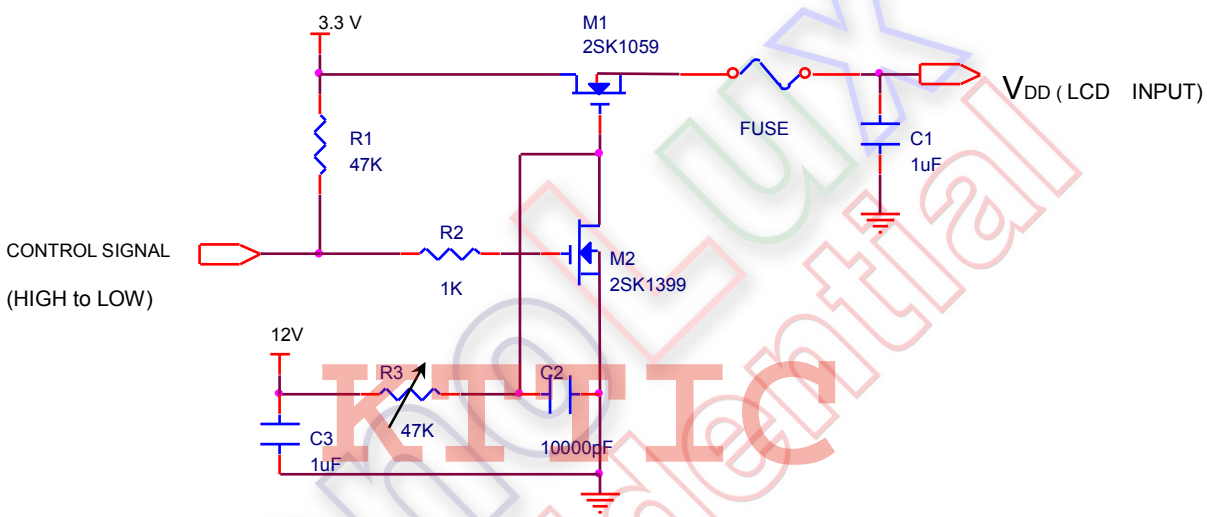 3.3 V
M1
2SK1059
R1
47K
FUSE
VDD ( LCD INPUT)
C1
1uF
CONTROL SIGNAL
(HIGH to LOW)
R2
1K
M2
2SK1399
12V
R3
47K
C2
10000pF
C3
1uF
KTTIC